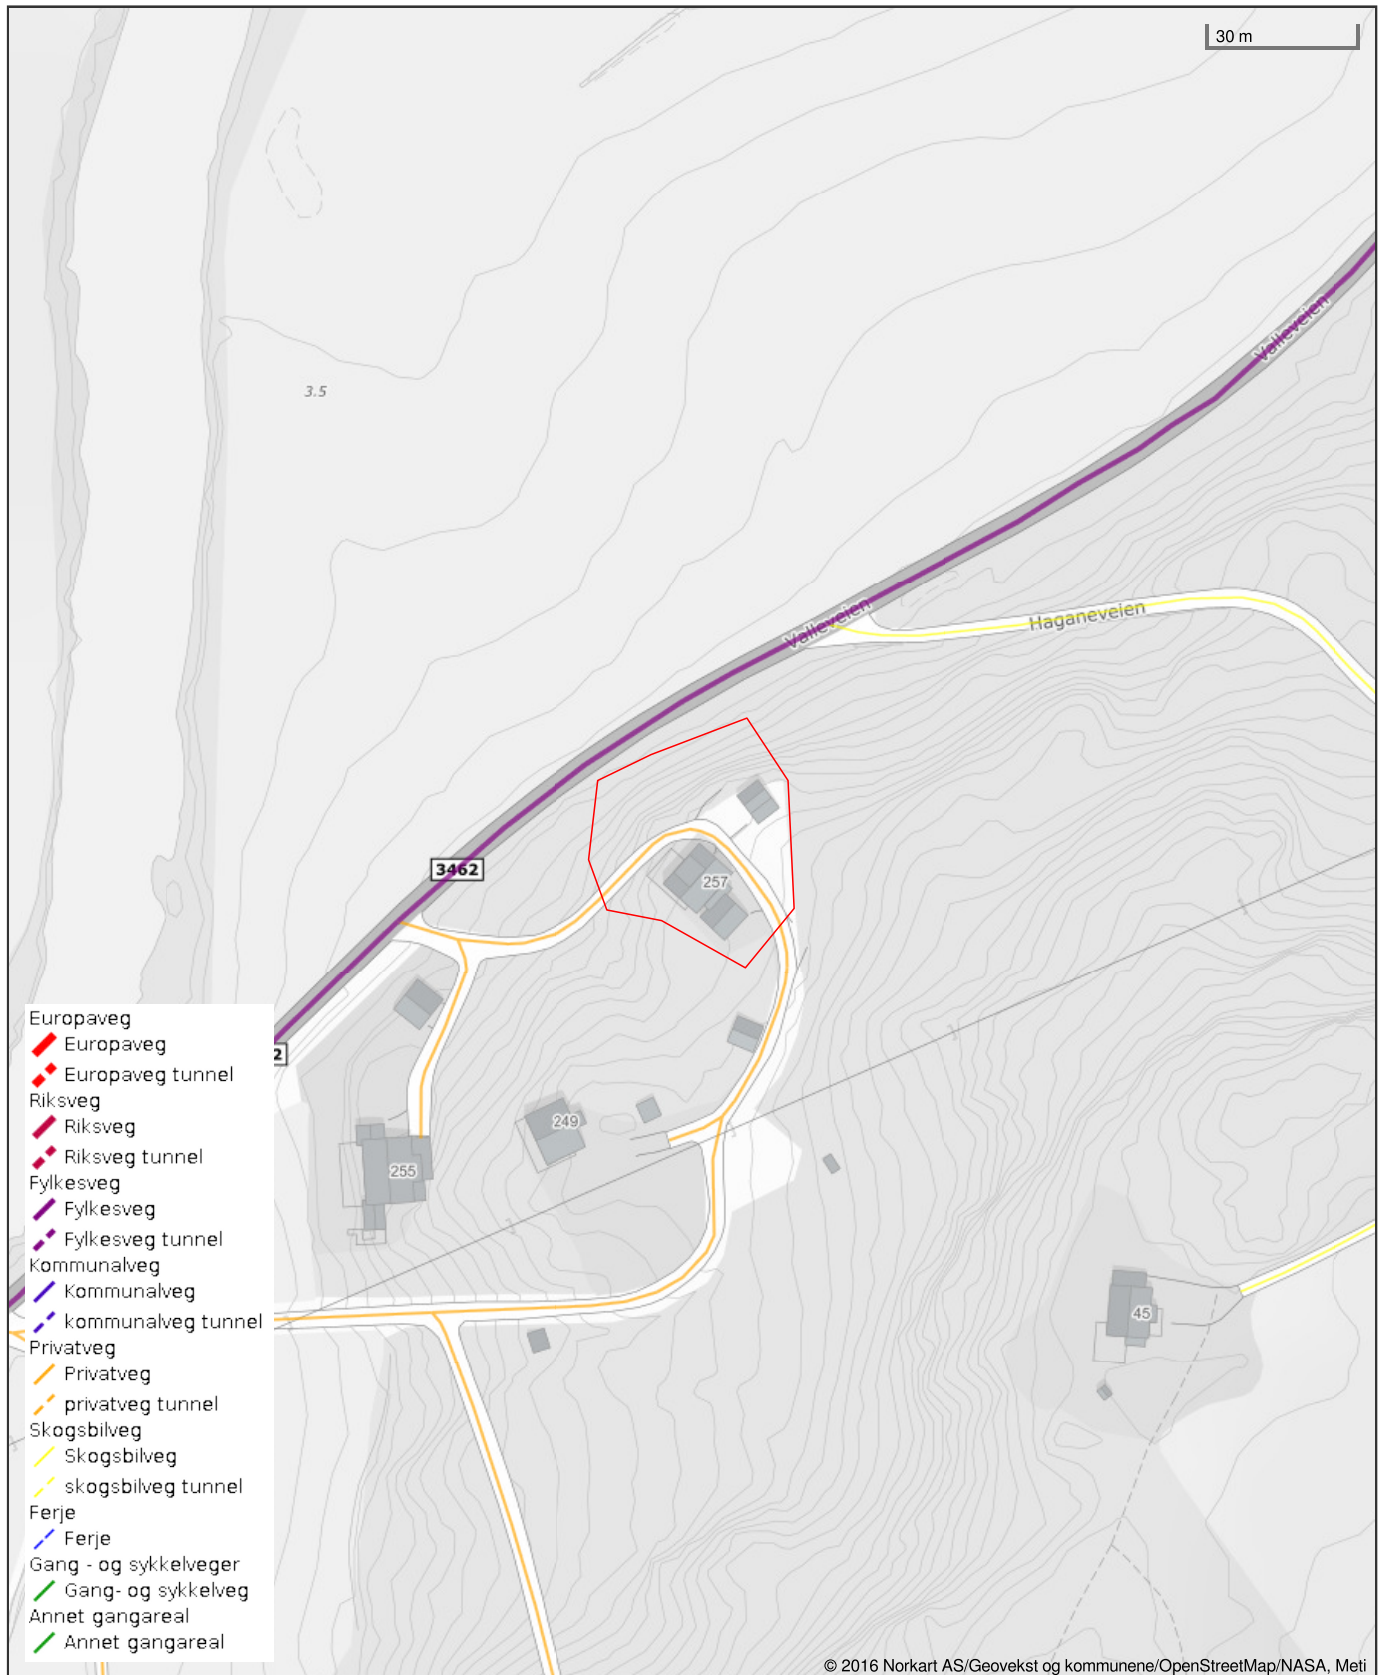 30 m
Valleveien
3.5
Valleveien
Haganeveien
3462
257
2
249
255
45
Europaveg
Europaveg
Europaveg tunnel
Riksveg
Riksveg
Riksveg tunnel
Fylkesveg
Fylkesveg
Fylkesveg tunnel
Kommunalveg
Kommunalveg
kommunalveg tunnel
Privatveg
Privatveg
privatveg tunnel
Skogsbilveg
Skogsbilveg
skogsbilveg tunnel
Ferje
Ferje
Gang - og sykkelveger
Gang- og sykkelveg
Annet gangareal
Annet gangareal
© 2016 Norkart AS/Geovekst og kommunene/OpenStreetMap/NASA, Meti